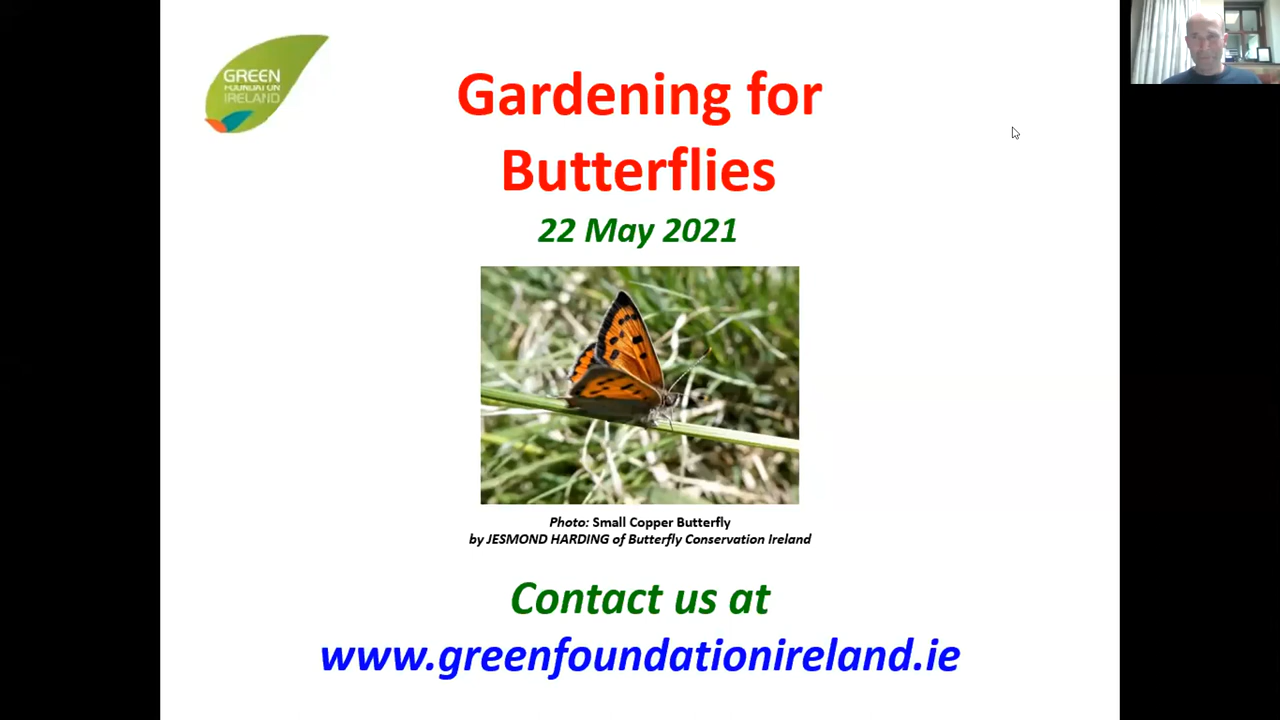 GREEN
FOUNDATION
IRELAND
Gardening for
Butterflies
22 May 2021
Photo: Small Copper Butterfly
by JESMOND HARDING of Butterfly Conservation Ireland
Contact us at
www.greenfoundationireland.ie